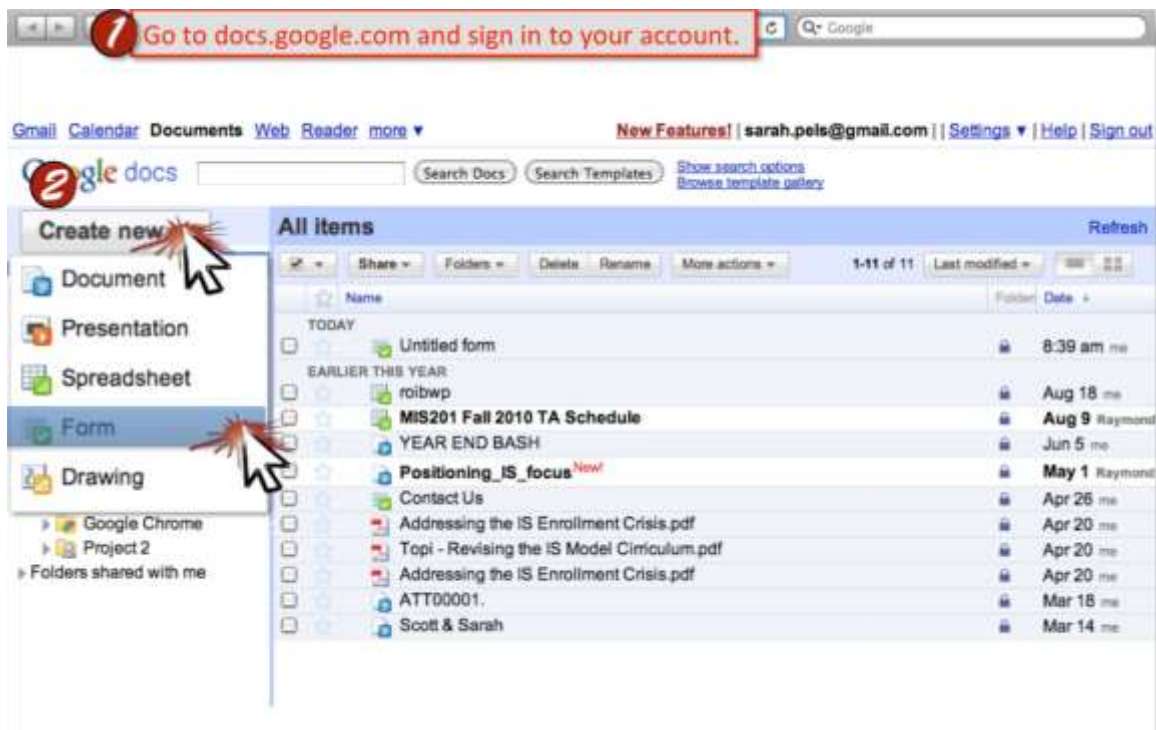 1 Go to docs.google.com and sign in to your account.
Google
Gmail Calendar Documents Web Reader more ▼ New Features! | sarah.pels@gmail.com | | Settings ▼ | Help | Sign out
2
gle docs Search Docs Search Templates Show search options
Browse template gallery
Create new
Document
Presentation
Spreadsheet
Form
Drawing
Google Chrome
Project 2
Folders shared with me
All items Refresh
Share Folders Delete Rename More actions 1-11 of 11 Last modified
Name Folder Date
TODAY
Untitled form 8:39 am me
EARLIER THIS YEAR
roibwp Aug 18 me
MIS201 Fall 2010 TA Schedule Aug 9 Raymond
YEAR END BASH Jun 5 me
Positioning_IS_focus New! May 1 Raymond
Contact Us Apr 26 me
Addressing the IS Enrollment Crisis.pdf Apr 20 me
Topi - Revising the IS Model Cirriculum.pdf Apr 20 me
Addressing the IS Enrollment Crisis.pdf Apr 20 me
ATT00001. Mar 18 me
Scott & Sarah Mar 14 me